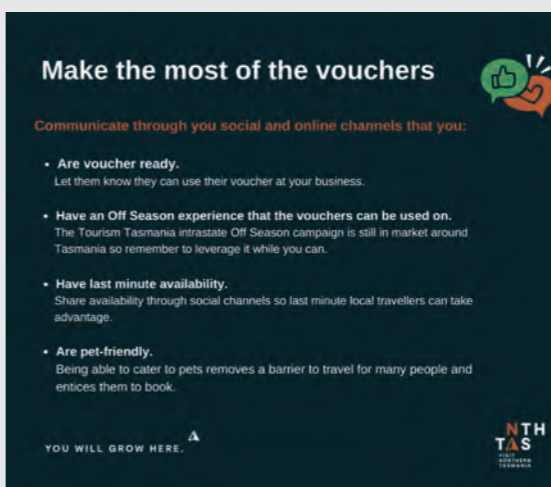 Make the most of the vouchers
Communicate through you social and online channels that you:
• Are voucher ready.
Let them know they can use their voucher at your business.
• Have an Off Season experience that the vouchers can be used on.
The Tourism Tasmania intrastate Off Season campaign is still in market around
Tasmania so remember to leverage it while you can.
• Have last minute availability.
Share availability through social channels so last minute local travellers can take
advantage.
• Are pet-friendly.
Being able to cater to pets removes a barrier to travel for many people and
entices them to book.
YOU WILL GROW HERE.
NTH
TAS
VISIT
NORTHERN
TASMANIA